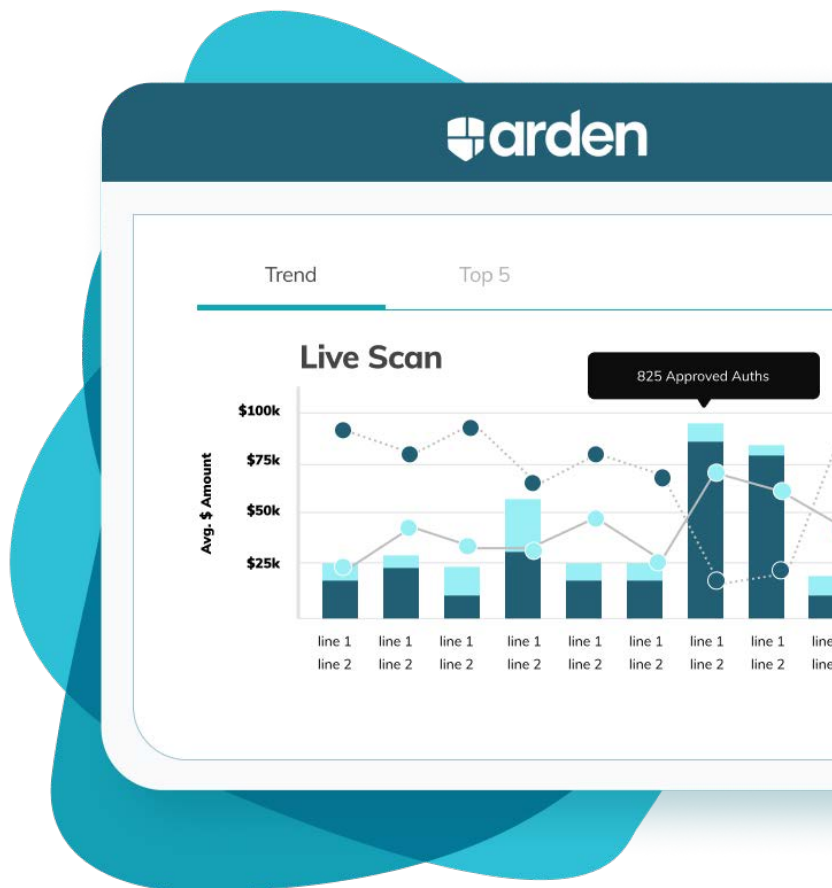 arden
Trend
Top 5
Live Scan
825 Approved Auths
Avg. $ Amount
$100k
$75k
$50k
$25k
line 1 line 1 line 1 line 1 line 1 line 1 line 1 line 1 line
line 2 line 2 line 2 line 2 line 2 line 2 line 2 line 2 line